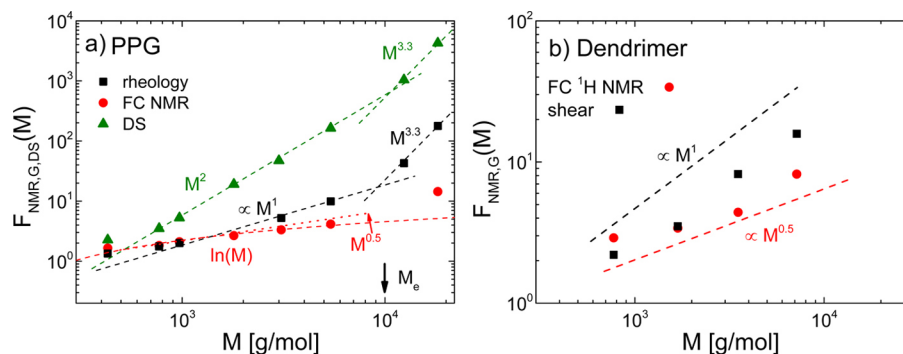 a) PPG
rheology
FC NMR
DS
M^3.3
M^3.3
M^2
∝ M^1
M^0.5
ln(M)
M_e
F_NMR,G,DS(M)
10^4
10^3
10^2
10^1
10^0
10^3
10^4
M [g/mol]
b) Dendrimer
FC ^1H NMR
shear
∝ M^1
∝ M^0.5
F_NMR,G(M)
10^2
10^1
10^0
10^3
10^4
M [g/mol]